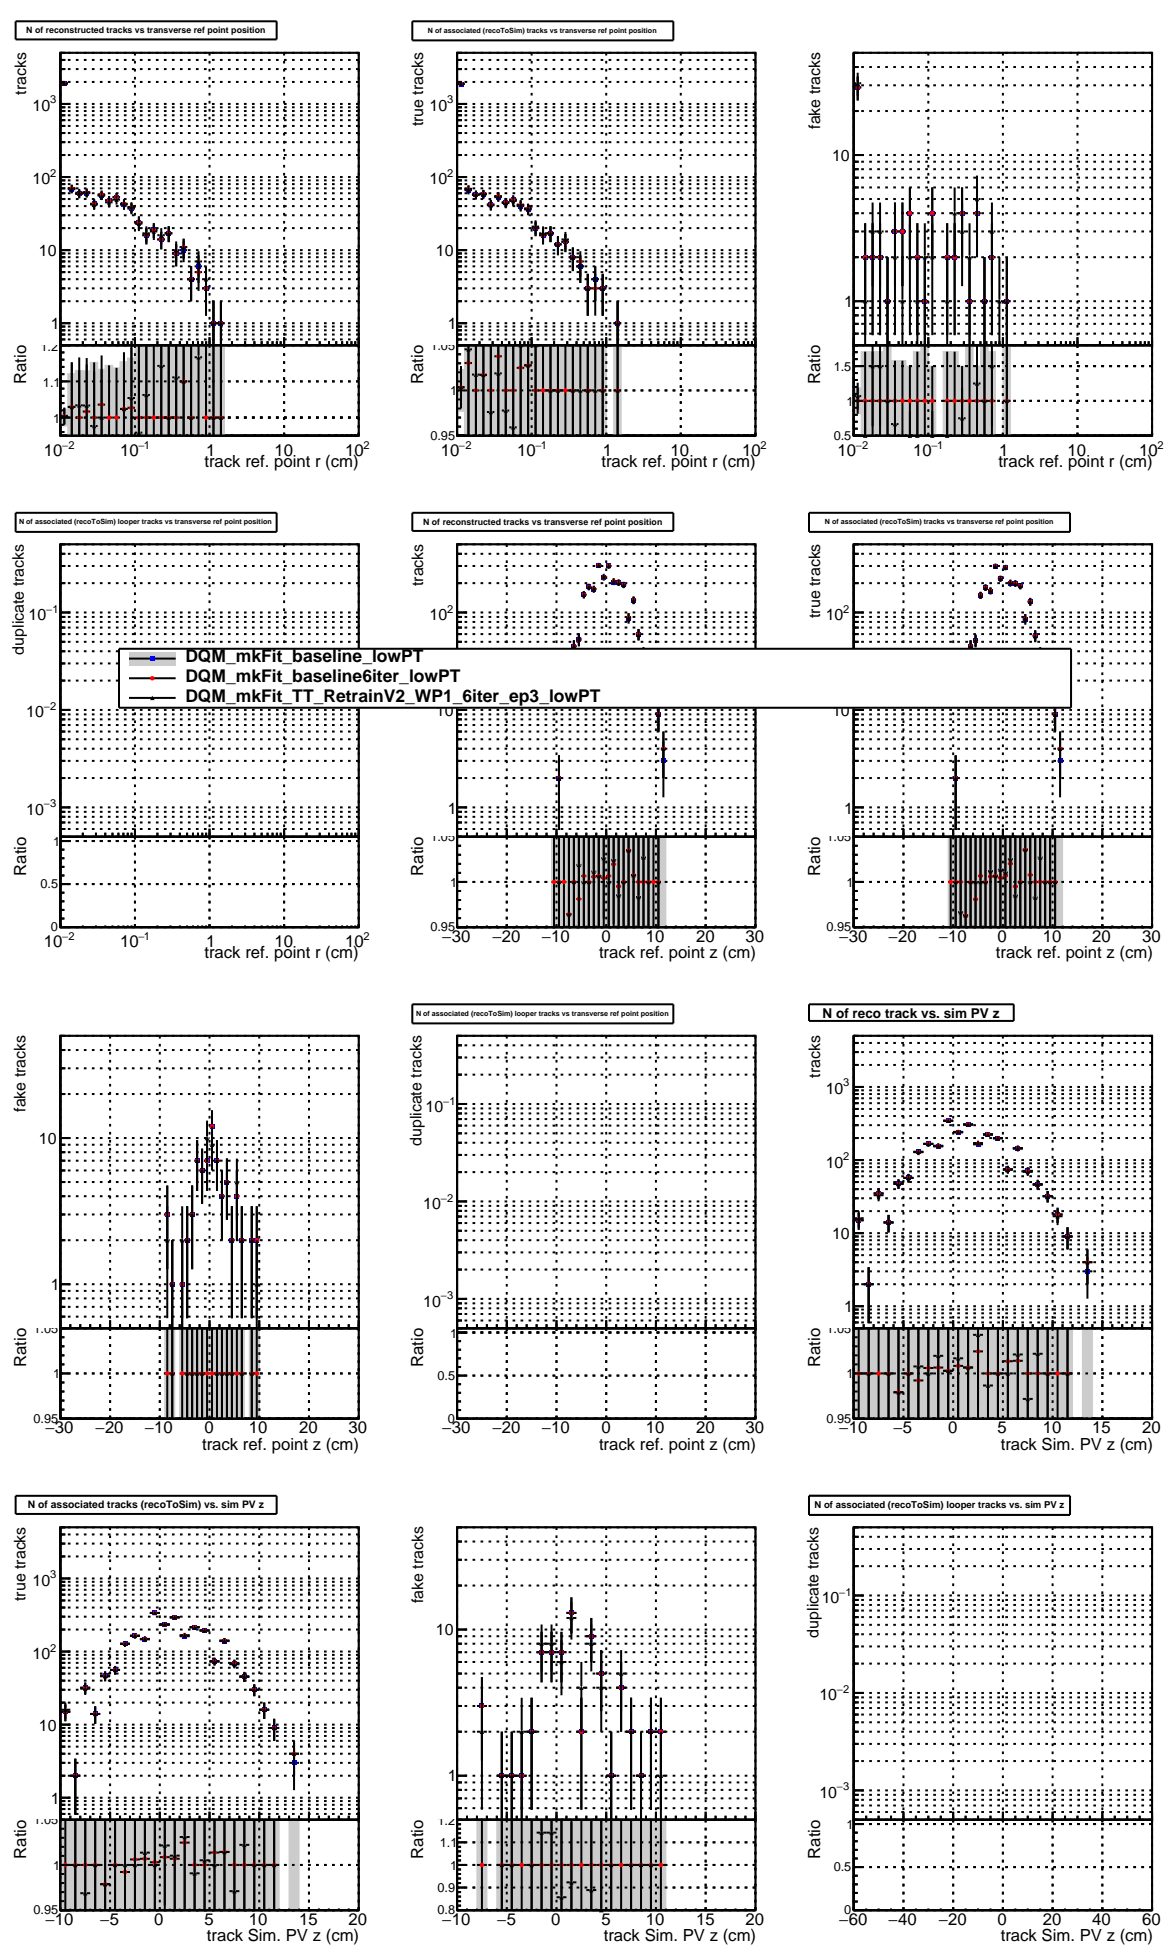 N of reconstructed tracks vs transverse ref point position
tracks
10³
10²
10
1
Ratio
1.2
1.1
1
10⁻² 10⁻¹ 1 10 10²
track ref. point r (cm)
N of associated (recoToSim) tracks vs transverse ref point position
true tracks
10³
10²
10
1
Ratio
1.05
1
0.95
10⁻² 10⁻¹ 1 10 10²
track ref. point r (cm)
fake tracks
10
1
Ratio
1.5
1
0.5
10⁻² 10⁻¹ 1 10 10²
track ref. point r (cm)
N of associated (recoToSim) looper tracks vs transverse ref point position
duplicate tracks
10⁻¹
10⁻²
10⁻³
Ratio
1
0.5
0
10⁻² 10⁻¹ 1 10 10²
track ref. point r (cm)
N of reconstructed tracks vs transverse ref point position
tracks
10²
10
1
Ratio
1.05
1
0.95
−30 −20 −10 0 10 20 30
track ref. point z (cm)
N of associated (recoToSim) tracks vs transverse ref point position
true tracks
10²
10
1
Ratio
1.05
1
0.95
−30 −20 −10 0 10 20 30
track ref. point z (cm)
DQM_mkFit_baseline_lowPT
DQM_mkFit_baseline6iter_lowPT
DQM_mkFit_TT_RetrainV2_WP1_6iter_ep3_lowPT
fake tracks
10
1
Ratio
1.05
1
0.95
−30 −20 −10 0 10 20 30
track ref. point z (cm)
N of associated (recoToSim) looper tracks vs transverse ref point position
duplicate tracks
10⁻¹
10⁻²
10⁻³
Ratio
1
0.5
0
−30 −20 −10 0 10 20 30
track ref. point z (cm)
N of reco track vs. sim PV z
tracks
10³
10²
10
1
Ratio
1.05
1
0.95
−10 −5 0 5 10 15 20
track Sim. PV z (cm)
N of associated tracks (recoToSim) vs. sim PV z
true tracks
10³
10²
10
1
Ratio
1.05
1
0.95
−10 −5 0 5 10 15 20
track Sim. PV z (cm)
fake tracks
10
1
Ratio
1.2
1.1
1
0.9
0.8
−10 −5 0 5 10 15 20
track Sim. PV z (cm)
N of associated (recoToSim) looper tracks vs. sim PV z
duplicate tracks
10⁻¹
10⁻²
10⁻³
Ratio
1
0.5
0
−60 −40 −20 0 20 40 60
track Sim. PV z (cm)